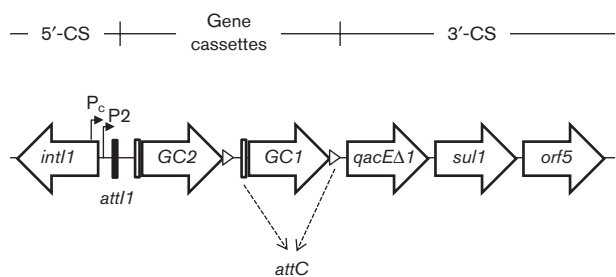 5′-CS
Gene cassettes
3′-CS
Pc
P2
intI1
attI1
GC2
GC1
qacEΔ1
sul1
orf5
attC